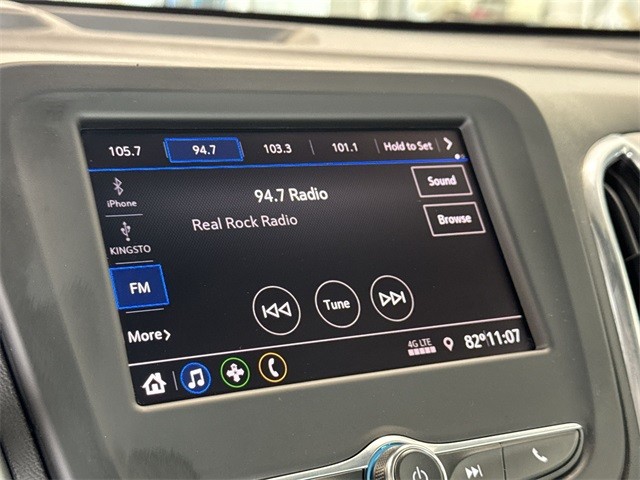 105.7 94.7 103.3 101.1 Hold to Set
iPhone
94.7 Radio
Sound
Real Rock Radio
Browse
KINGSTO
FM
Tune
More
4G LTE
82° 11:07